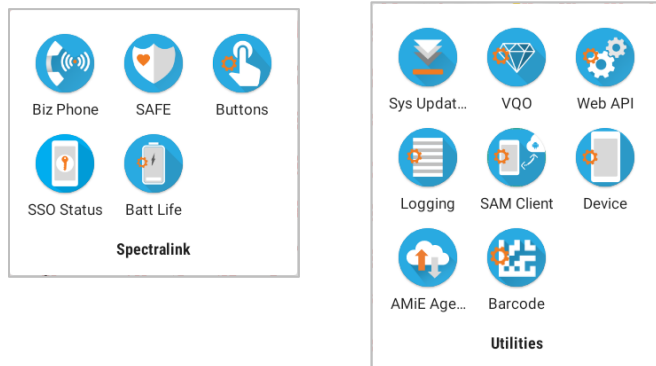 Biz Phone SAFE Buttons
SSO Status Batt Life
Spectralink
Sys Updat... VQO Web API
Logging SAM Client Device
AMiE Age... Barcode
Utilities